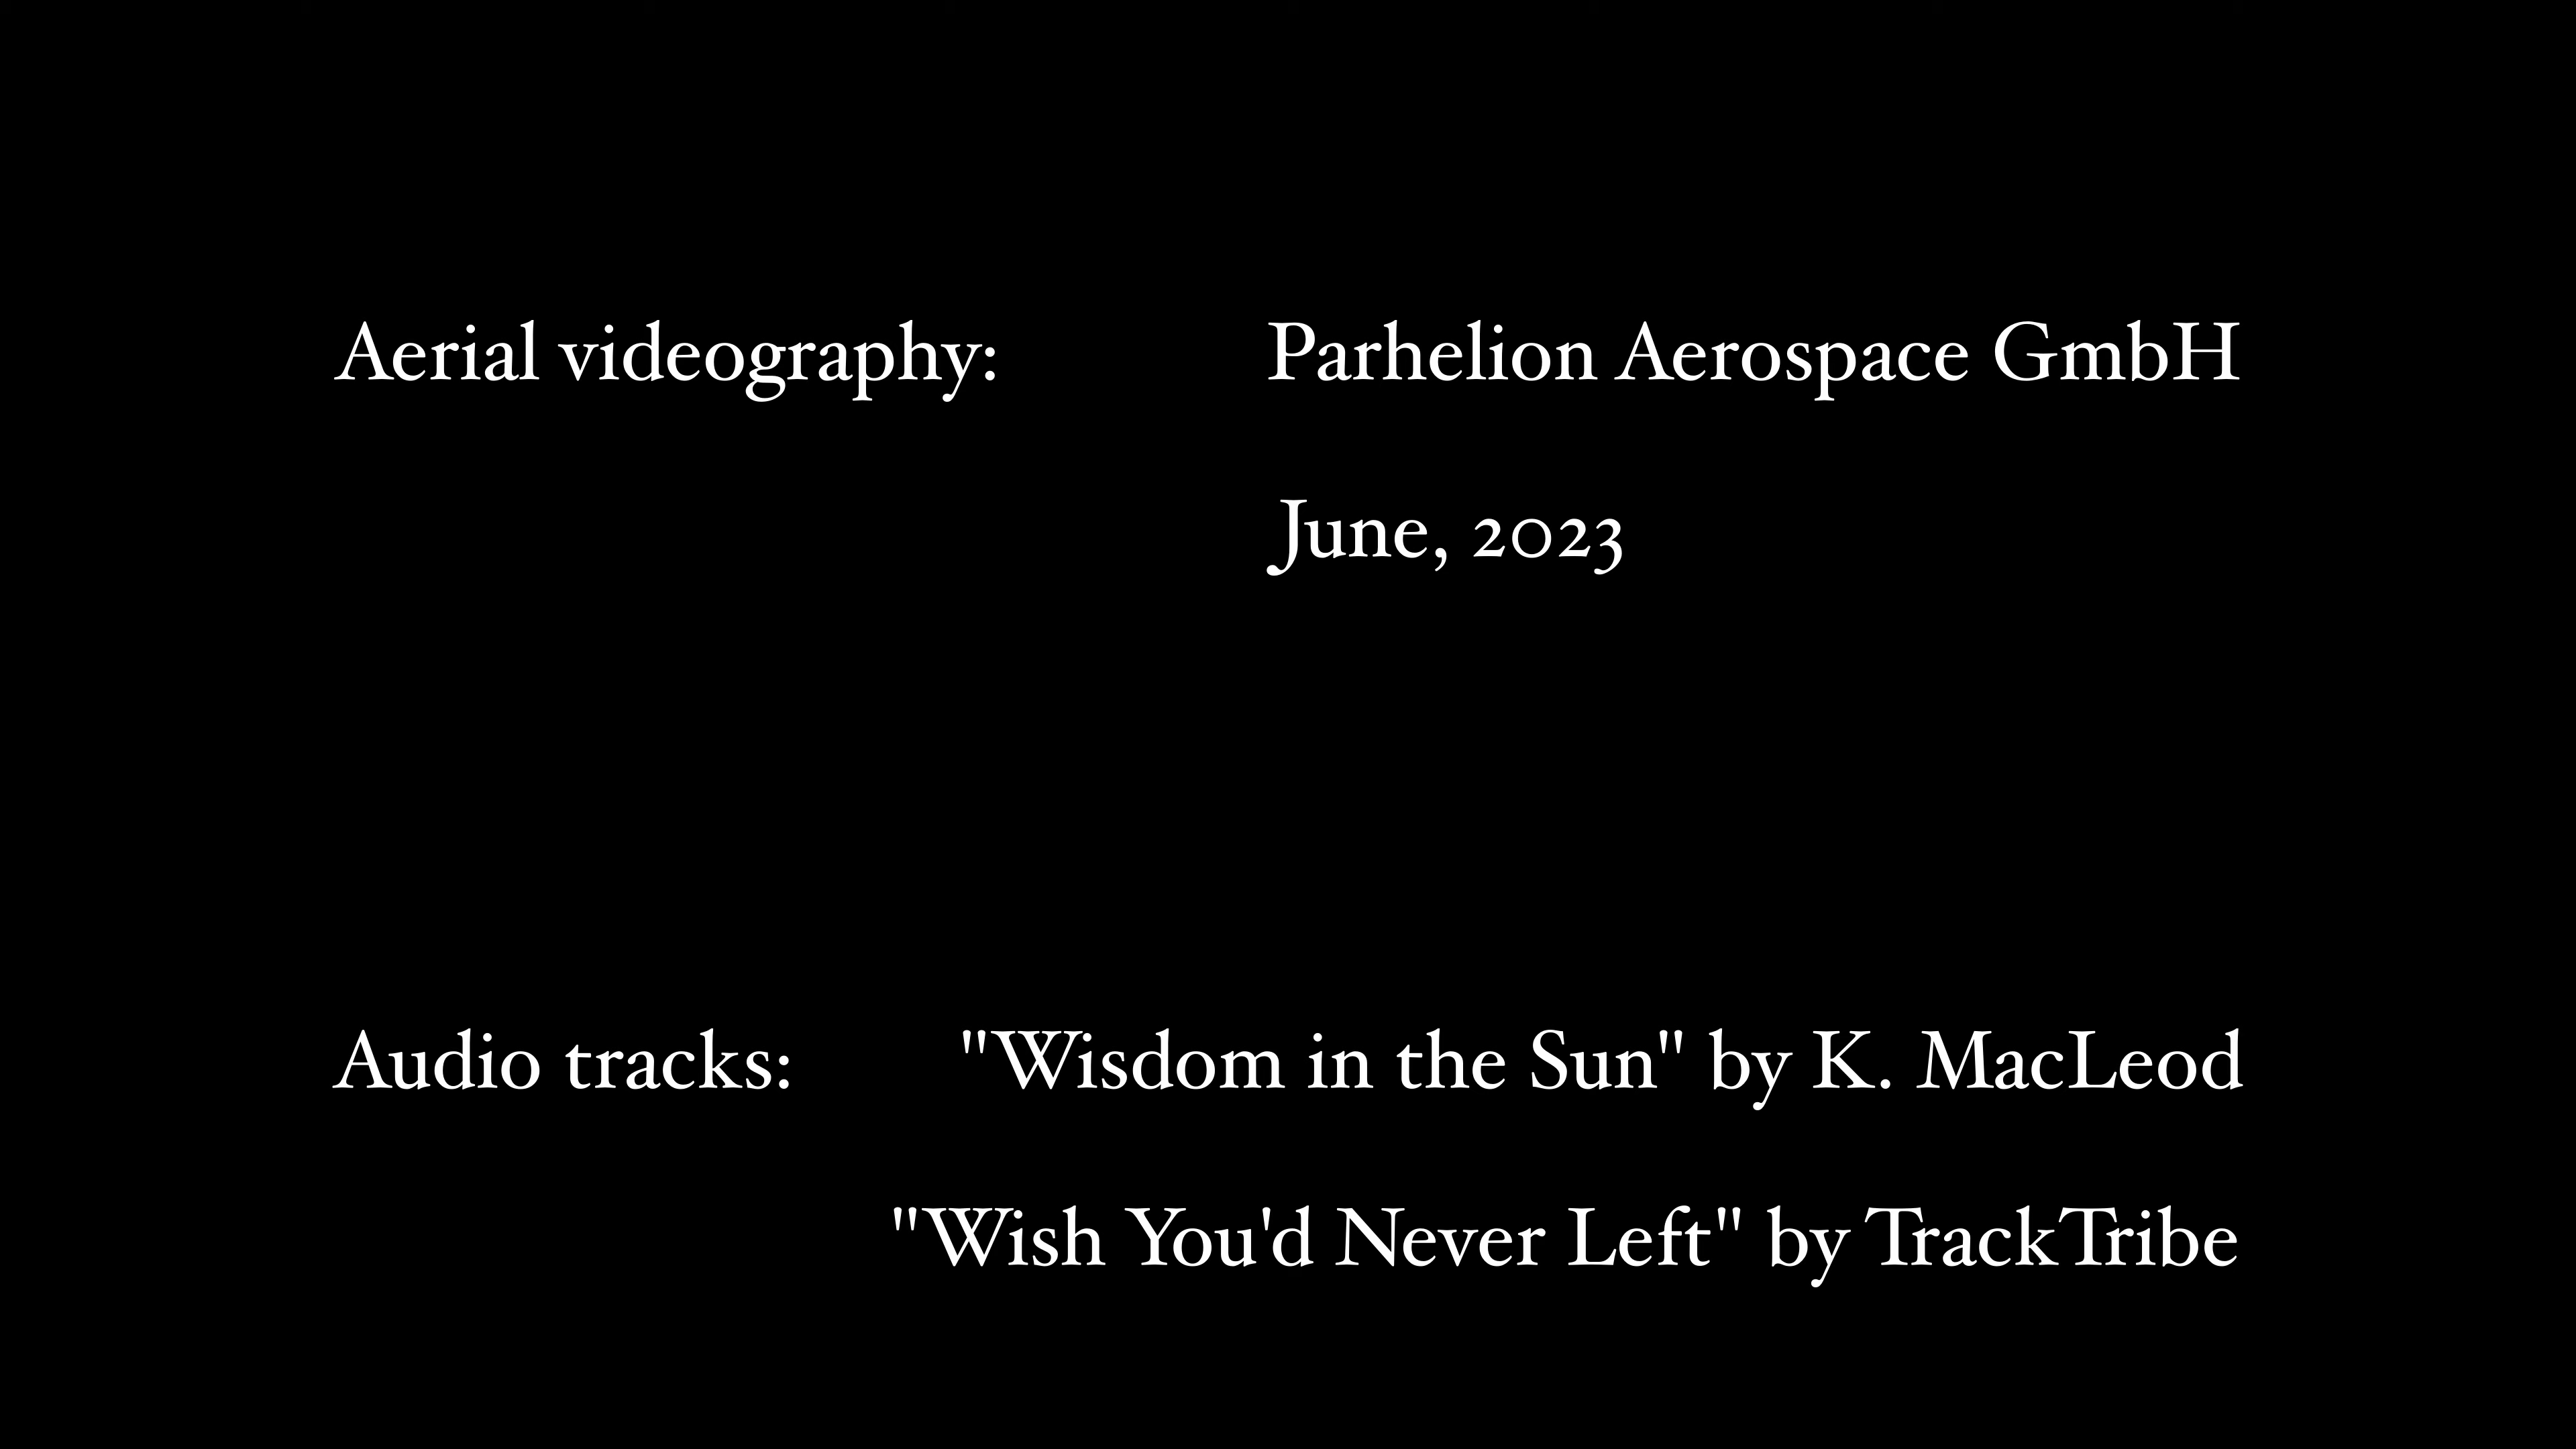 Aerial videography: Parhelion Aerospace GmbH
June, 2023
Audio tracks: "Wisdom in the Sun" by K. MacLeod
"Wish You'd Never Left" by TrackTribe